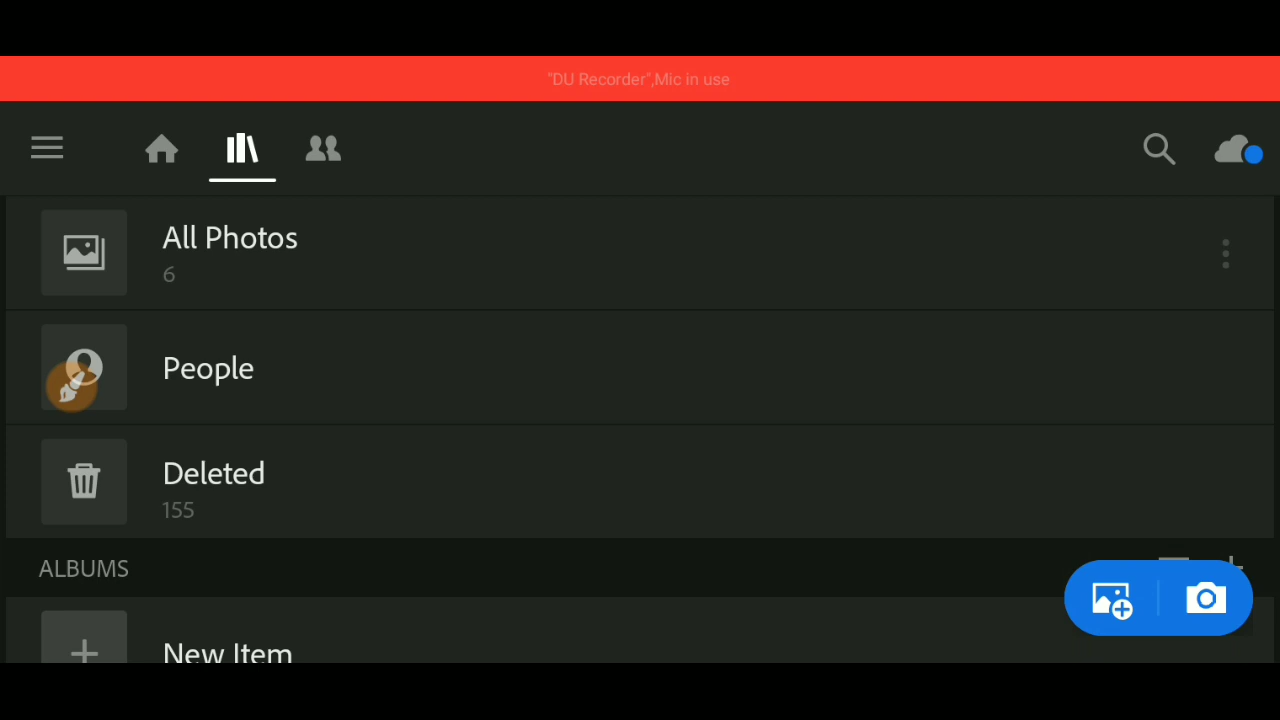 "DU Recorder",Mic in use
All Photos
6
People
Deleted
155
ALBUMS
New Item